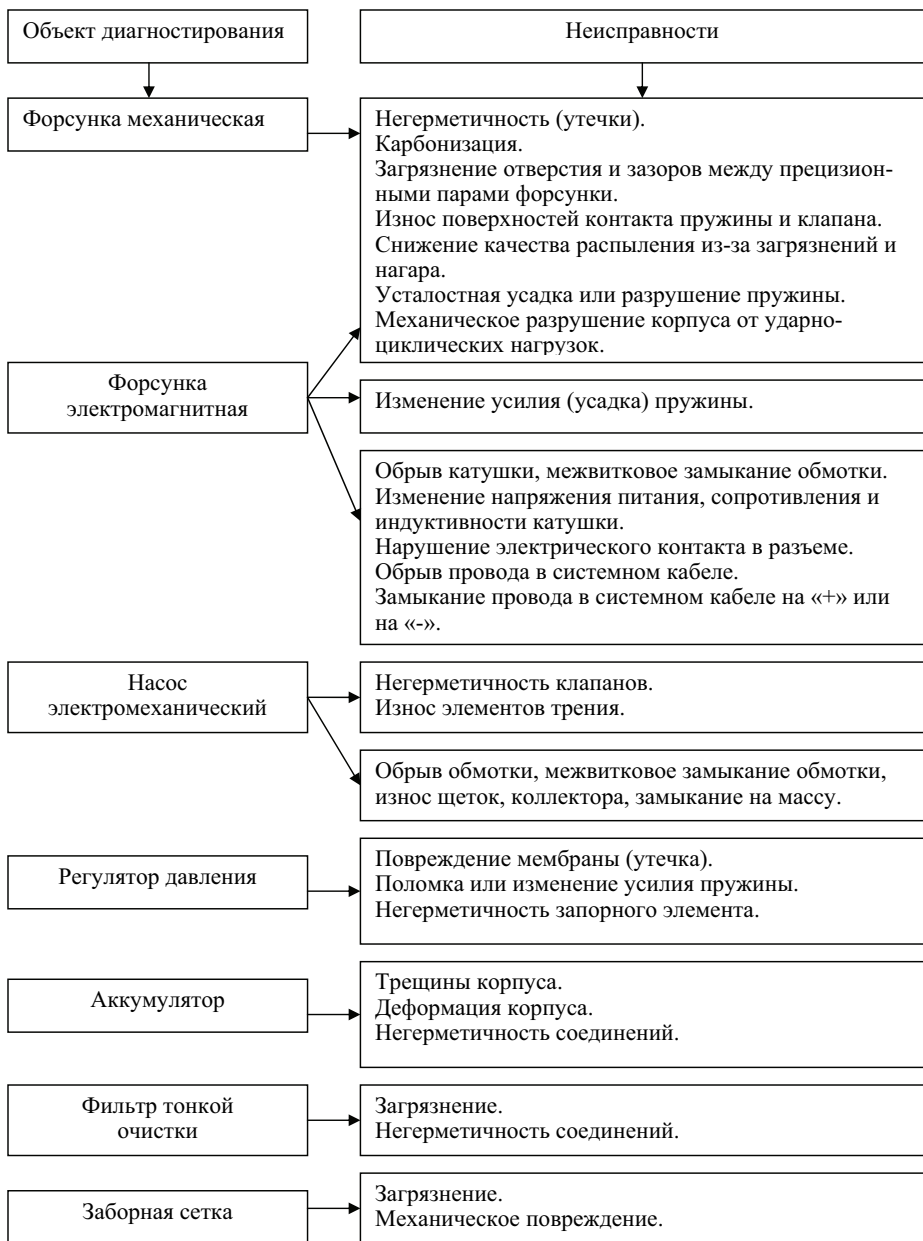 Объект диагностирования
Неисправности
Форсунка механическая
Негерметичность (утечки).
Карбонизация.
Загрязнение отверстия и зазоров между прецизион-
ными парами форсунки.
Износ поверхностей контакта пружины и клапана.
Снижение качества распыления из-за загрязнений и
нагара.
Усталостная усадка или разрушение пружины.
Механическое разрушение корпуса от ударно-
циклических нагрузок.
Форсунка
электромагнитная
Изменение усилия (усадка) пружины.
Обрыв катушки, межвитковое замыкание обмотки.
Изменение напряжения питания, сопротивления и
индуктивности катушки.
Нарушение электрического контакта в разъеме.
Обрыв провода в системном кабеле.
Замыкание провода в системном кабеле на «+» или
на «-».
Насос
электромеханический
Негерметичность клапанов.
Износ элементов трения.
Обрыв обмотки, межвитковое замыкание обмотки,
износ щеток, коллектора, замыкание на массу.
Регулятор давления
Повреждение мембраны (утечка).
Поломка или изменение усилия пружины.
Негерметичность запорного элемента.
Аккумулятор
Трещины корпуса.
Деформация корпуса.
Негерметичность соединений.
Фильтр тонкой
очистки
Загрязнение.
Негерметичность соединений.
Заборная сетка
Загрязнение.
Механическое повреждение.